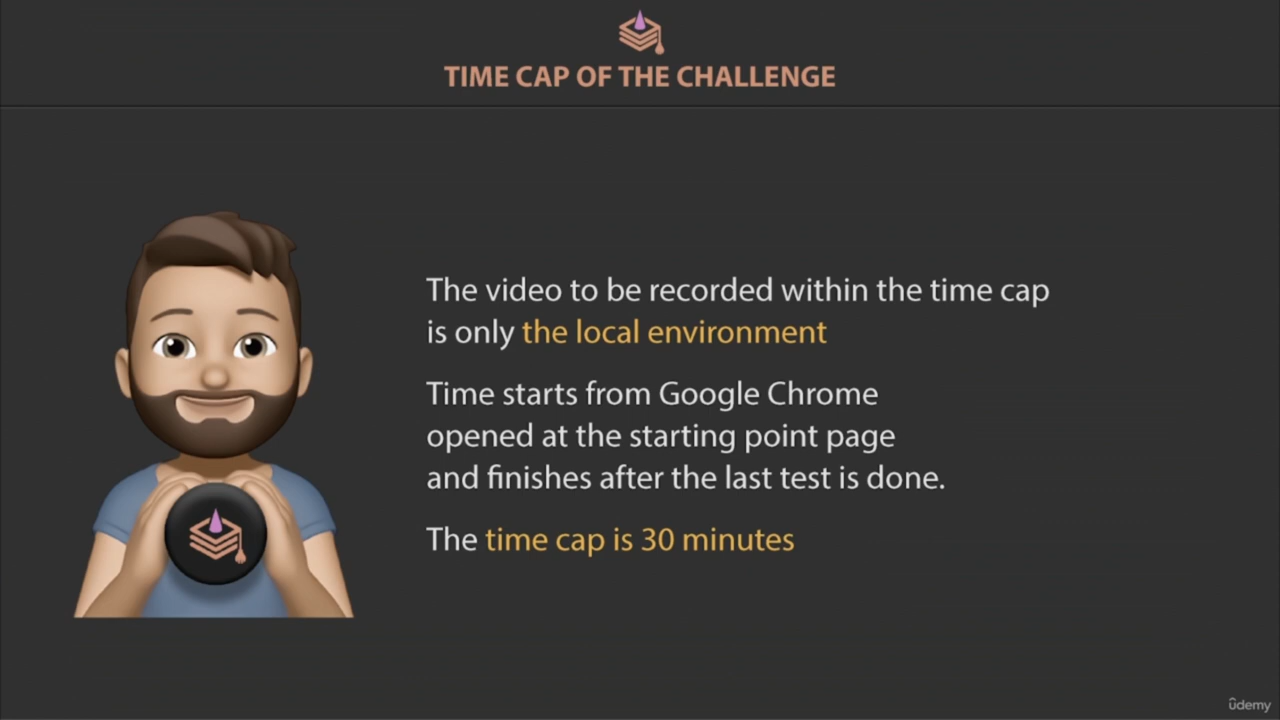 TIME CAP OF THE CHALLENGE
The video to be recorded within the time cap
is only the local environment
Time starts from Google Chrome
opened at the starting point page
and finishes after the last test is done.
The time cap is 30 minutes
ûdemy